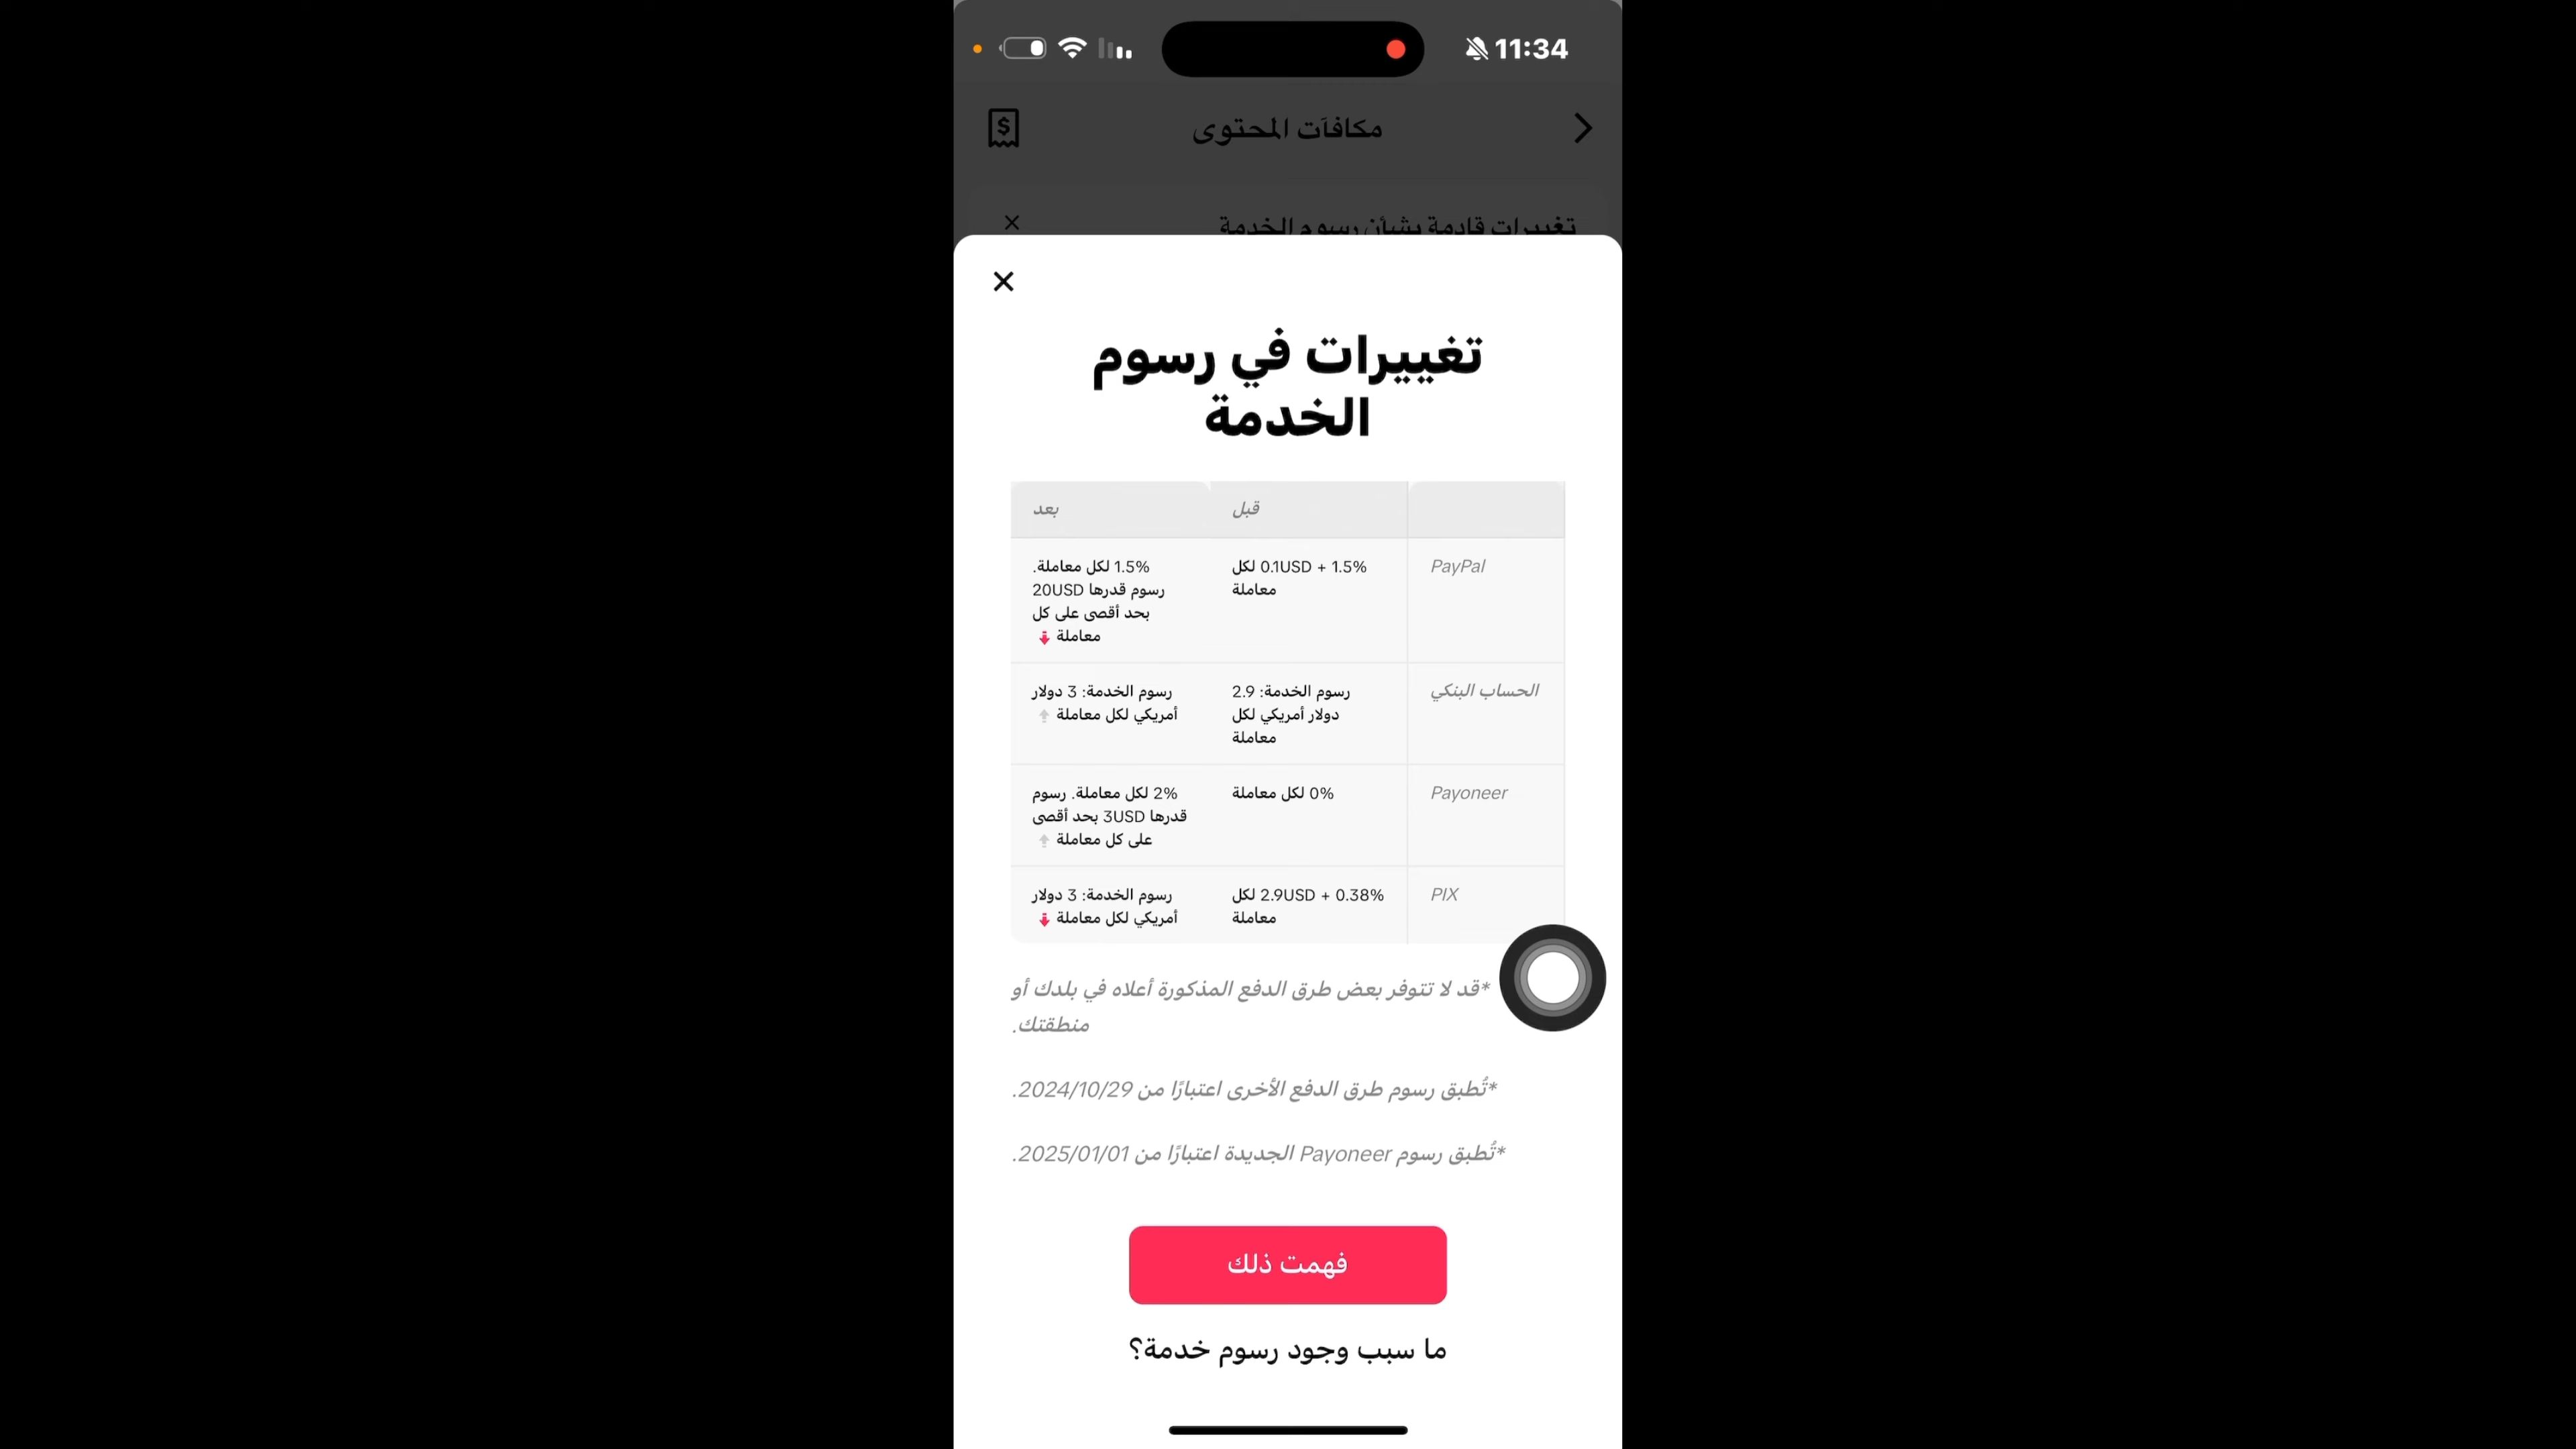 11:34
مكافآت المحتوى
تغييرات قادمة بشأن رسوم الخدمة
تغييرات في رسوم
الخدمة
قبل
بعد
PayPal
0.1USD + 1.5% لكل
معاملة
1.5% لكل معاملة.
رسوم قدرها 20USD
بحد أقصى على كل
معاملة
الحساب البنكي
رسوم الخدمة: 2.9
دولار أمريكي لكل
معاملة
رسوم الخدمة: 3 دولار
أمريكي لكل معاملة
Payoneer
0% لكل معاملة
2% لكل معاملة. رسوم
قدرها 3USD بحد أقصى
على كل معاملة
PIX
2.9USD + 0.38% لكل
معاملة
رسوم الخدمة: 3 دولار
أمريكي لكل معاملة
*قد لا تتوفر بعض طرق الدفع المذكورة أعلاه في بلدك أو
منطقتك.
*تُطبق رسوم طرق الدفع الأخرى اعتبارًا من 2024/10/29.
*تُطبق رسوم Payoneer الجديدة اعتبارًا من 2025/01/01.
فهمت ذلك
ما سبب وجود رسوم خدمة؟